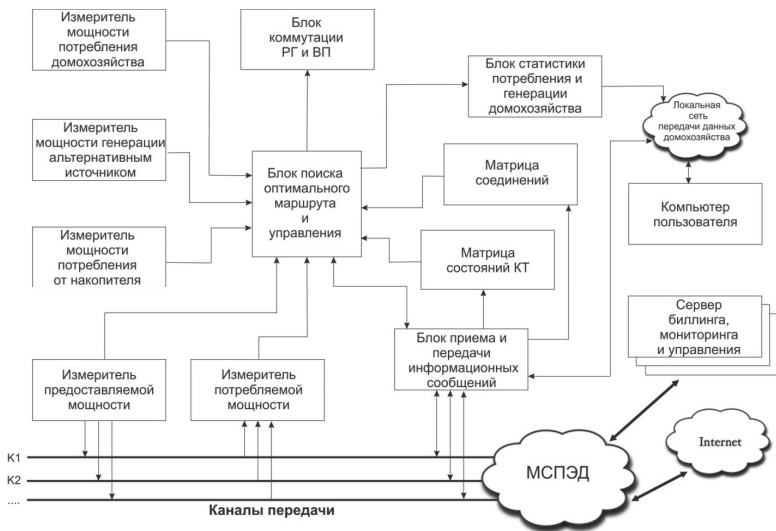 Измеритель
мощности
потребления
домохозяйства
Блок
коммутации
РГ и ВП
Блок статистики
потребления и
генерации
домохозяйства
Локальная
сеть
передачи данных
домохозяйства
Измеритель
мощности генерации
альтернативным
источником
Блок поиска
оптимального
маршрута
и
управления
Матрица
соединений
Компьютер
пользователя
Измеритель
мощности
потребления
от накопителя
Матрица
состояний КТ
Сервер
биллинга,
мониторинга
и управления
Измеритель
предоставляемой
мощности
Измеритель
потребляемой
мощности
Блок приема и
передачи
информационных
сообщений
Internet
К1
К2
....
МСПЭД
Каналы передачи